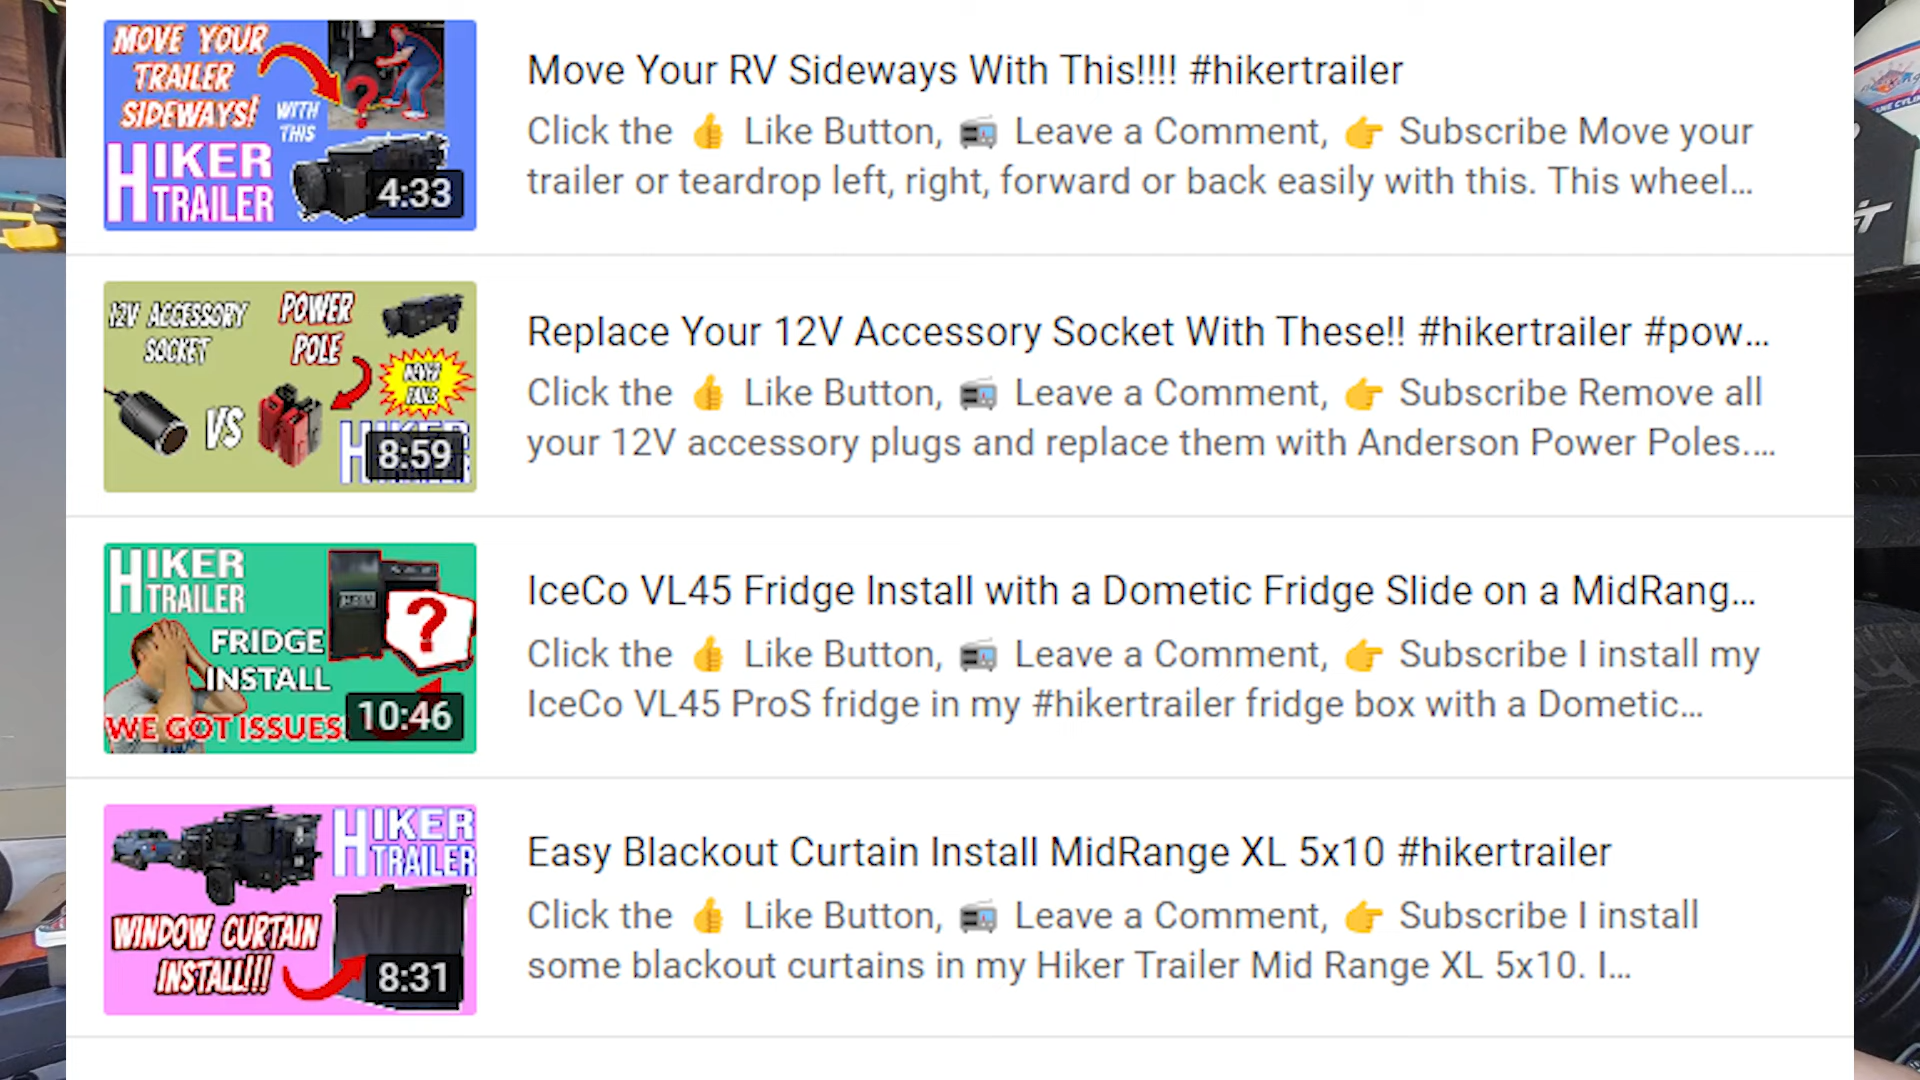 MOVE YOUR
TRAILER
SIDEWAYS!
WITH
THIS
?
HIKER
TRAILER
4:33
Move Your RV Sideways With This!!!! #hikertrailer
Click the 👍 Like Button, 📻 Leave a Comment, 👉 Subscribe Move your
trailer or teardrop left, right, forward or back easily with this. This wheel...
12V ACCESSORY
SOCKET
POWER
POLE
NEVER
FAILS
VS
8:59
Replace Your 12V Accessory Socket With These!! #hikertrailer #pow...
Click the 👍 Like Button, 📻 Leave a Comment, 👉 Subscribe Remove all
your 12V accessory plugs and replace them with Anderson Power Poles....
HIKER
TRAILER
?
FRIDGE
INSTALL
WE GOT ISSUES!
10:46
IceCo VL45 Fridge Install with a Dometic Fridge Slide on a MidRang...
Click the 👍 Like Button, 📻 Leave a Comment, 👉 Subscribe I install my
IceCo VL45 ProS fridge in my #hikertrailer fridge box with a Dometic...
HIKER
TRAILER
WINDOW CURTAIN
INSTALL!!!
8:31
Easy Blackout Curtain Install MidRange XL 5x10 #hikertrailer
Click the 👍 Like Button, 📻 Leave a Comment, 👉 Subscribe I install
some blackout curtains in my Hiker Trailer Mid Range XL 5x10. I...